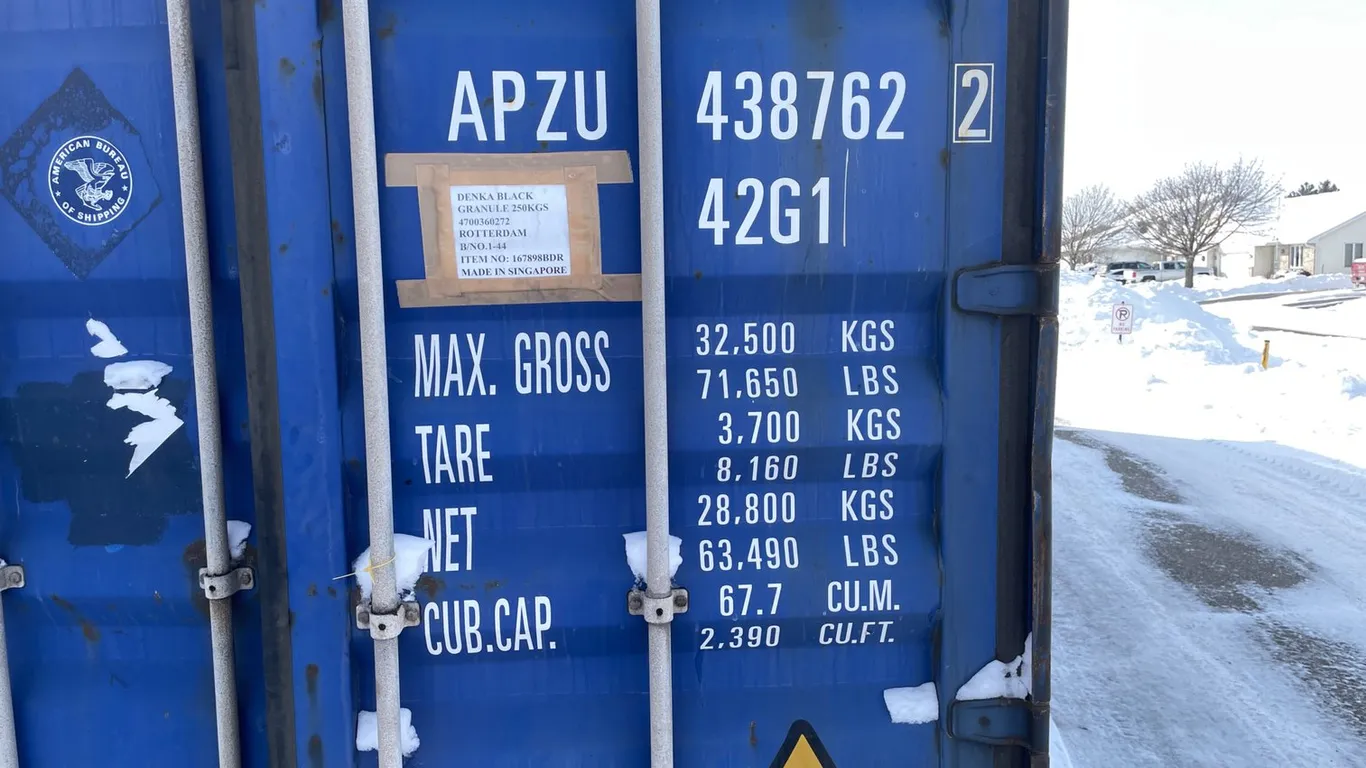 AMERICAN BUREAU
OF SHIPPING
APZU 438762 2
42G1
DENKA BLACK
GRANULE 250KGS
4700360272
ROTTERDAM
B/NO.1-44
ITEM NO: 167898BDR
MADE IN SINGAPORE
MAX. GROSS 32,500 KGS
71,650 LBS
TARE 3,700 KGS
8,160 LBS
NET 28,800 KGS
63,490 LBS
CUB.CAP. 67.7 CU.M.
2,390 CU.FT.
P
NO
PARKING